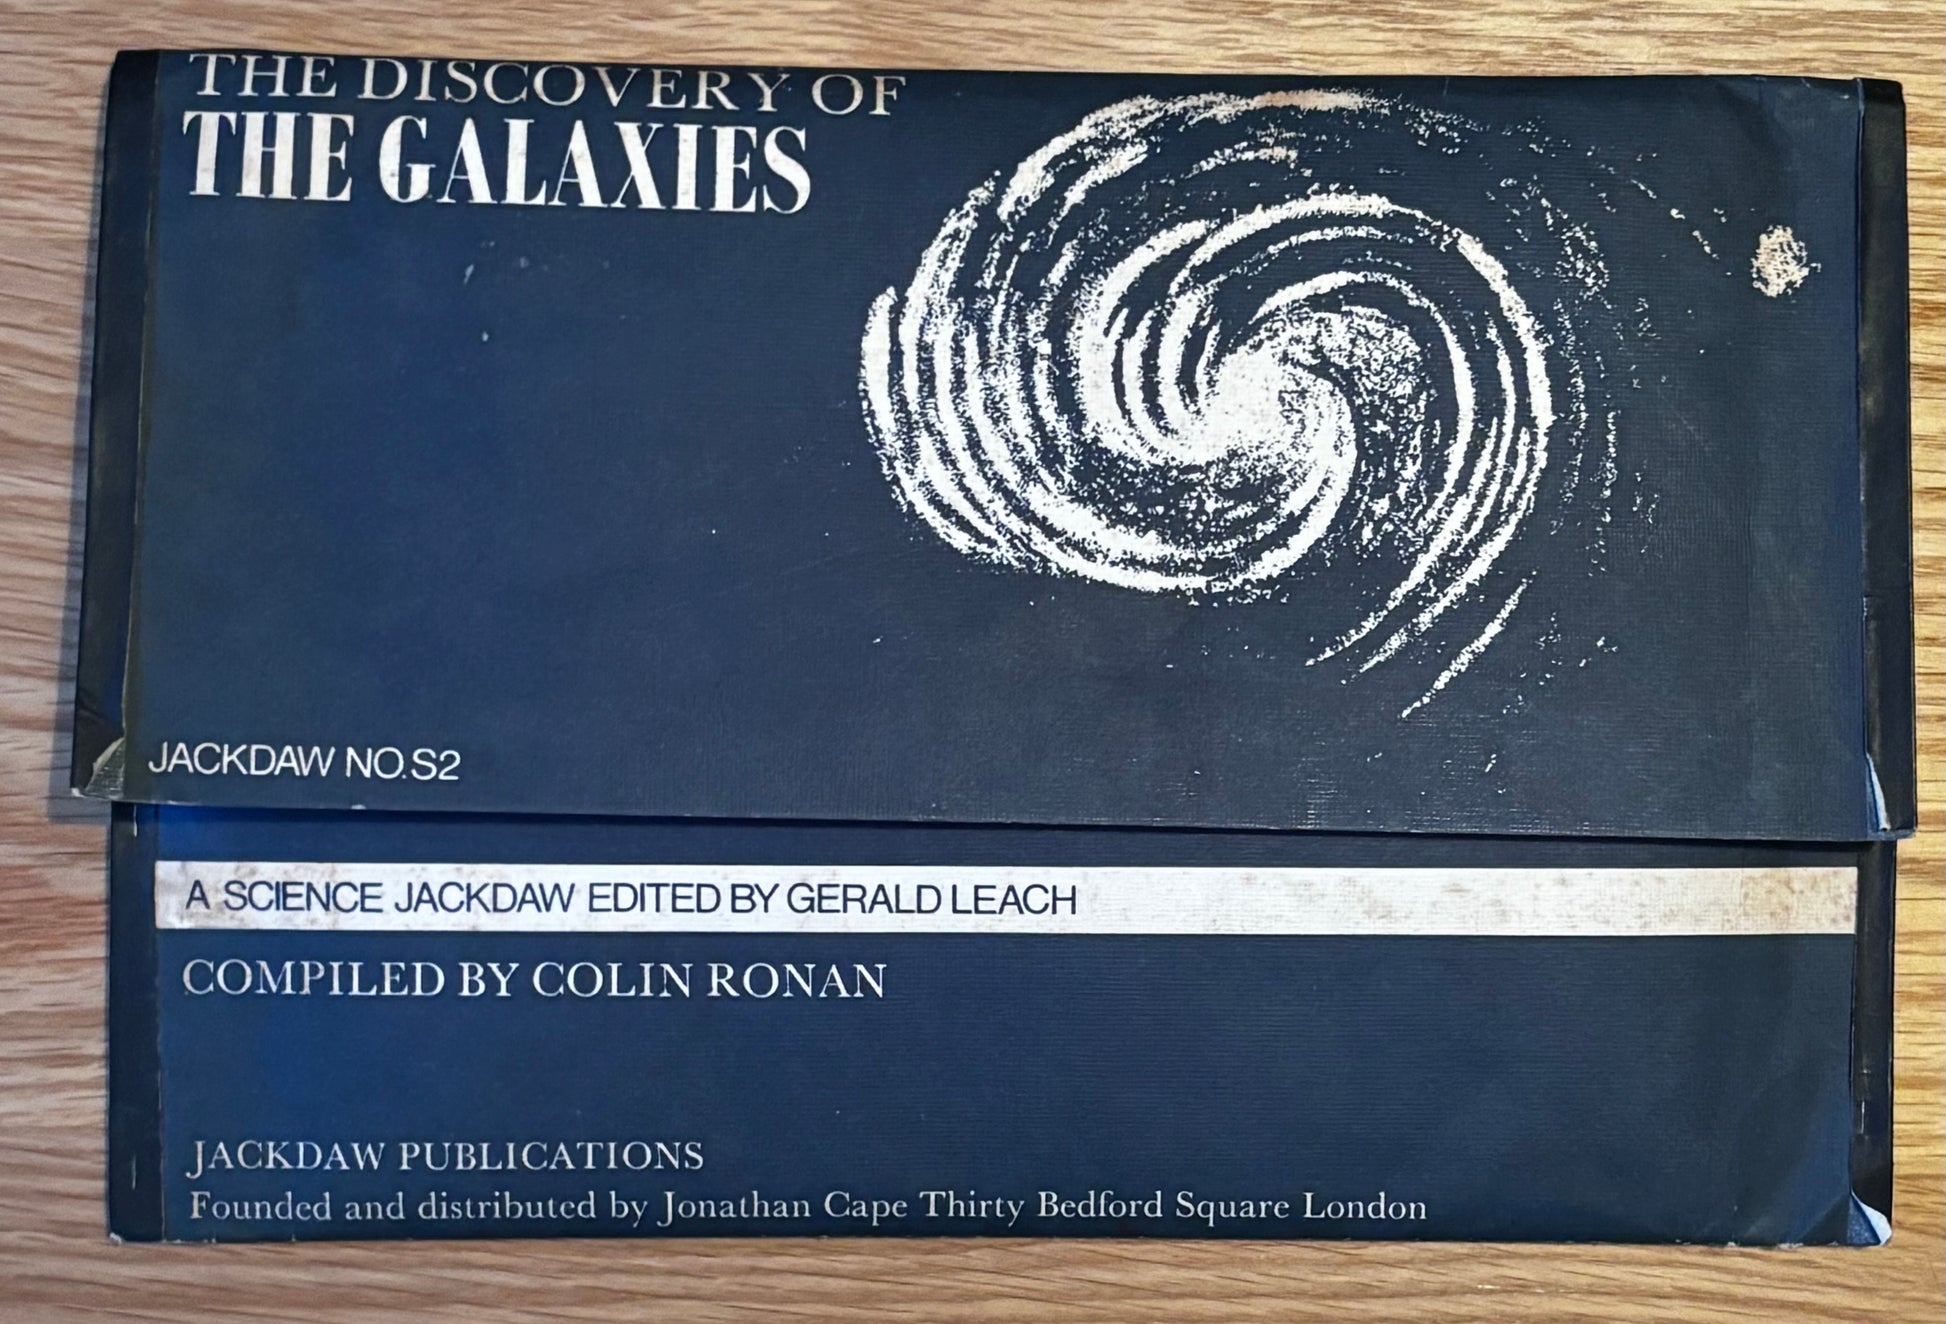 THE DISCOVERY OF
THE GALAXIES
JACKDAW NO.S2
A SCIENCE JACKDAW EDITED BY GERALD LEACH
COMPILED BY COLIN RONAN
JACKDAW PUBLICATIONS
Founded and distributed by Jonathan Cape Thirty Bedford Square London